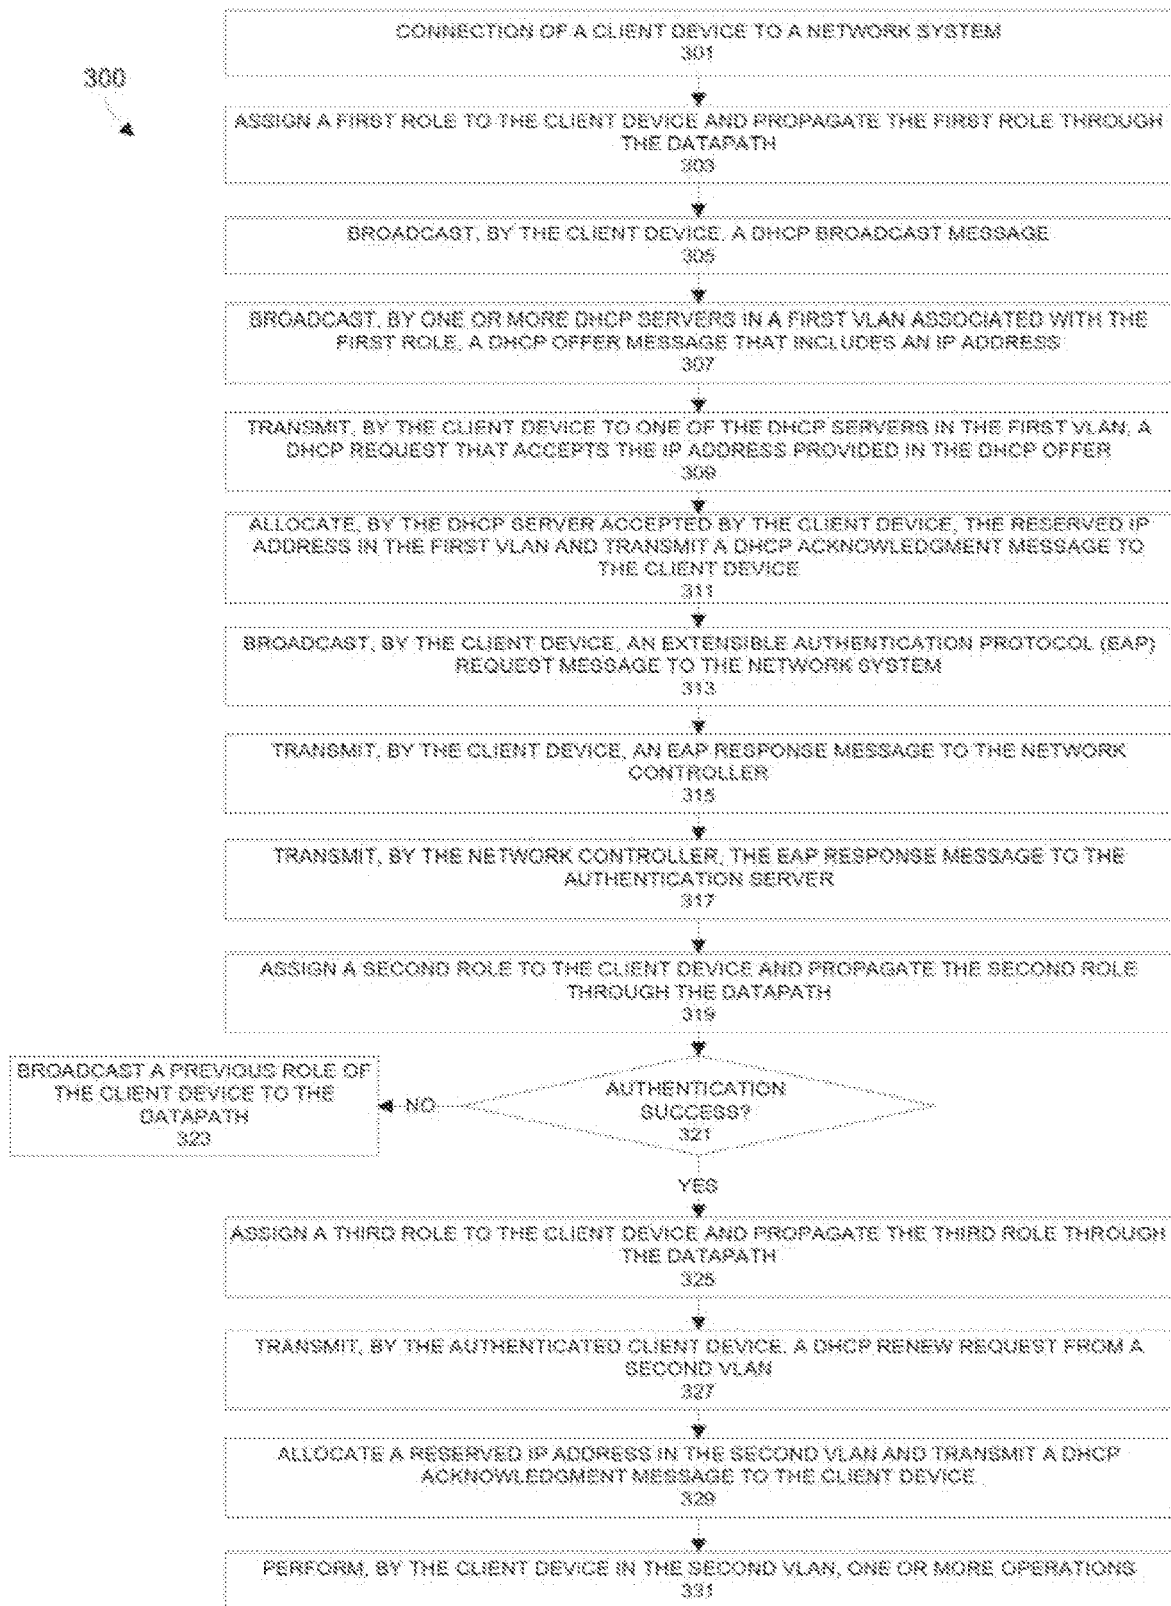 CONNECTION OF A CLIENT DEVICE TO A NETWORK SYSTEM
301
300
ASSIGN A FIRST ROLE TO THE CLIENT DEVICE AND PROPAGATE THE FIRST ROLE THROUGH
THE DATAPATH
303
BROADCAST, BY THE CLIENT DEVICE, A DHCP BROADCAST MESSAGE
305
BROADCAST, BY ONE OR MORE DHCP SERVERS IN A FIRST VLAN ASSOCIATED WITH THE
FIRST ROLE, A DHCP OFFER MESSAGE THAT INCLUDES AN IP ADDRESS
307
TRANSMIT, BY THE CLIENT DEVICE TO ONE OF THE DHCP SERVERS IN THE FIRST VLAN, A
DHCP REQUEST THAT ACCEPTS THE IP ADDRESS PROVIDED IN THE DHCP OFFER
309
ALLOCATE, BY THE DHCP SERVER ACCEPTED BY THE CLIENT DEVICE, THE RESERVED IP
ADDRESS IN THE FIRST VLAN AND TRANSMIT A DHCP ACKNOWLEDGMENT MESSAGE TO
THE CLIENT DEVICE
311
BROADCAST, BY THE CLIENT DEVICE, AN EXTENSIBLE AUTHENTICATION PROTOCOL (EAP)
REQUEST MESSAGE TO THE NETWORK SYSTEM
313
TRANSMIT, BY THE CLIENT DEVICE, AN EAP RESPONSE MESSAGE TO THE NETWORK
CONTROLLER
315
TRANSMIT, BY THE NETWORK CONTROLLER, THE EAP RESPONSE MESSAGE TO THE
AUTHENTICATION SERVER
317
ASSIGN A SECOND ROLE TO THE CLIENT DEVICE AND PROPAGATE THE SECOND ROLE
THROUGH THE DATAPATH
319
BROADCAST A PREVIOUS ROLE OF
THE CLIENT DEVICE TO THE
DATAPATH
323
NO
AUTHENTICATION
SUCCESS?
321
YES
ASSIGN A THIRD ROLE TO THE CLIENT DEVICE AND PROPAGATE THE THIRD ROLE THROUGH
THE DATAPATH
325
TRANSMIT, BY THE AUTHENTICATED CLIENT DEVICE, A DHCP RENEW REQUEST FROM A
SECOND VLAN
327
ALLOCATE A RESERVED IP ADDRESS IN THE SECOND VLAN AND TRANSMIT A DHCP
ACKNOWLEDGMENT MESSAGE TO THE CLIENT DEVICE
329
PERFORM, BY THE CLIENT DEVICE IN THE SECOND VLAN, ONE OR MORE OPERATIONS
331